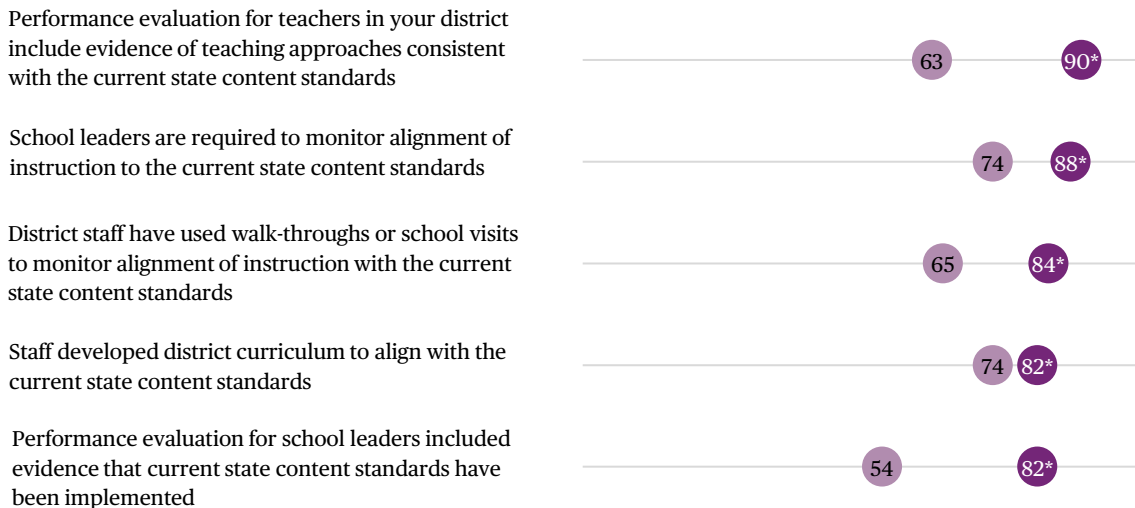 Performance evaluation for teachers in your district
include evidence of teaching approaches consistent
with the current state content standards
63
90*
School leaders are required to monitor alignment of
instruction to the current state content standards
74
88*
District staff have used walk-throughs or school visits
to monitor alignment of instruction with the current
state content standards
65
84*
Staff developed district curriculum to align with the
current state content standards
74
82*
Performance evaluation for school leaders included
evidence that current state content standards have
been implemented
54
82*